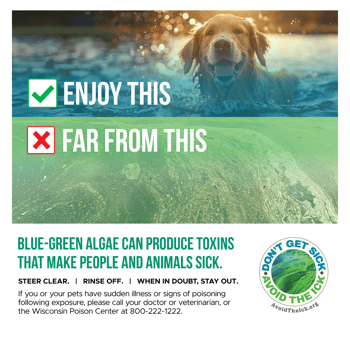 ENJOY THIS
FAR FROM THIS
BLUE-GREEN ALGAE CAN PRODUCE TOXINS
THAT MAKE PEOPLE AND ANIMALS SICK.
STEER CLEAR. | RINSE OFF. | WHEN IN DOUBT, STAY OUT.
If you or your pets have sudden illness or signs of poisoning
following exposure, please call your doctor or veterinarian, or
the Wisconsin Poison Center at 800-222-1222.
DON'T GET SICK
AVOID THE ICK
AvoidTheIck.org